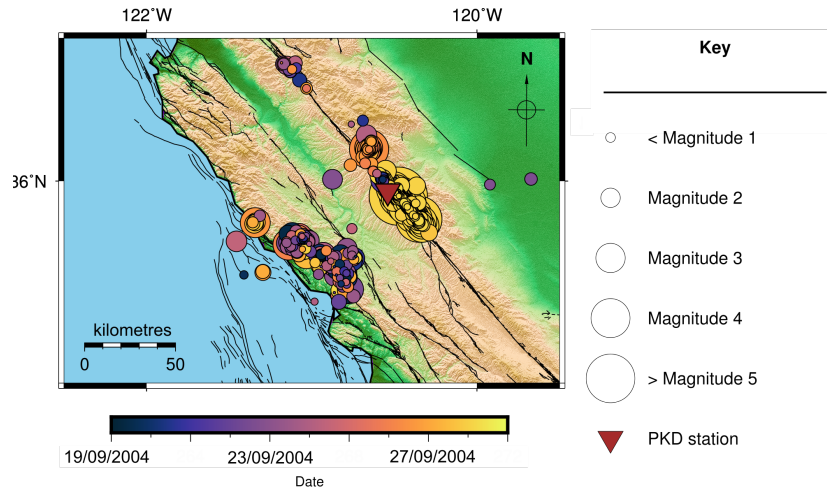 122°W
120°W
Key
N
< Magnitude 1
36°N
Magnitude 2
Magnitude 3
Magnitude 4
kilometres
0
50
> Magnitude 5
PKD station
19/09/2004
23/09/2004
27/09/2004
Date